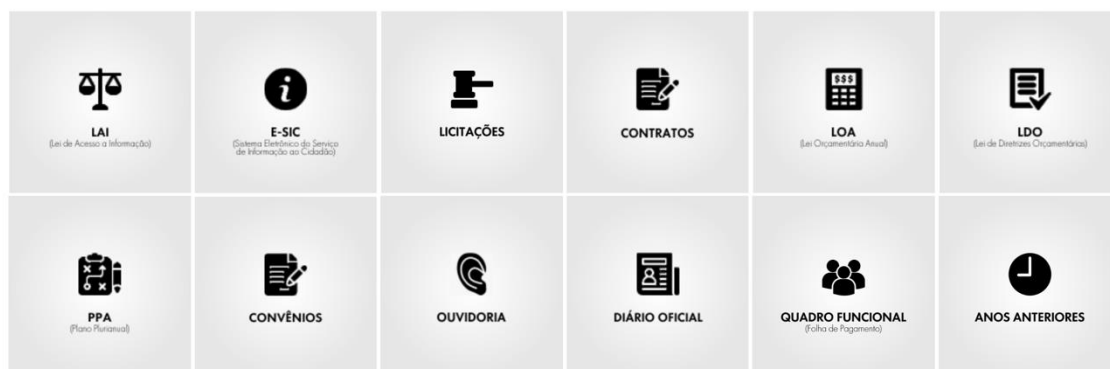 LAI
(Lei de Acesso a Informação)
E-SIC
(Sistema Eletrônico do Serviço
de Informação ao Cidadão)
LICITAÇÕES
CONTRATOS
$$$
LOA
(Lei Orçamentário Anual)
LDO
(Lei de Diretrizes Orçamentárias)
PPA
(Plano Plurianual)
CONVÊNIOS
OUVIDORIA
DIÁRIO OFICIAL
QUADRO FUNCIONAL
(Folha de Pagamento)
ANOS ANTERIORES